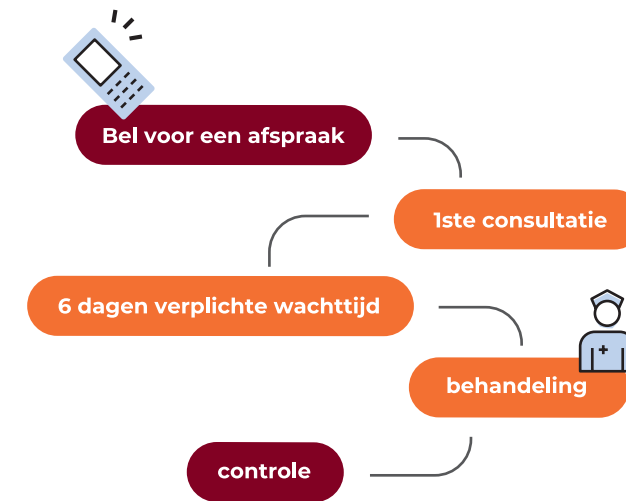 Bel voor een afspraak
1ste consultatie
6 dagen verplichte wachttijd
behandeling
controle